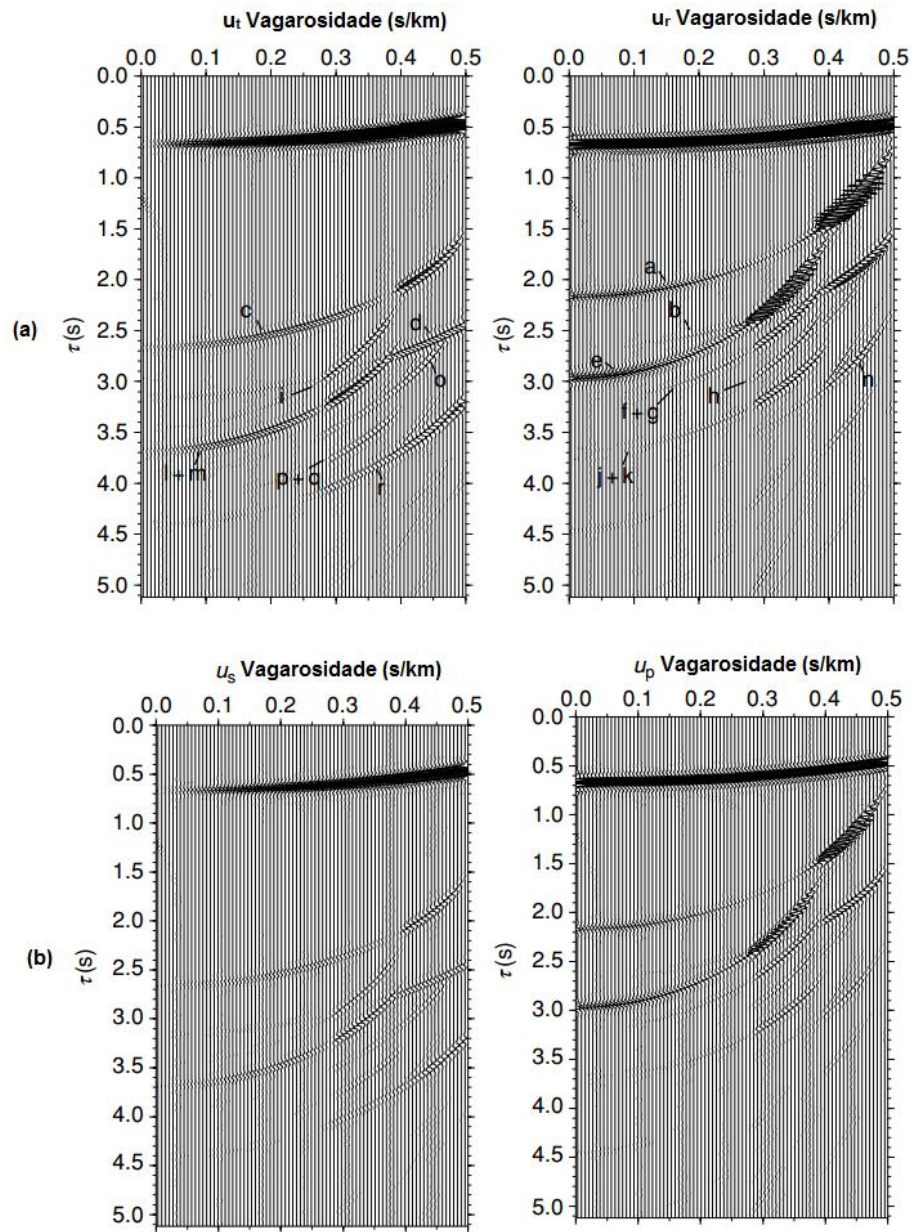 u_t Vagarosidade (s/km)
0.0 0.1 0.2 0.3 0.4 0.5
0.0
0.5
1.0
1.5
2.0
2.5
3.0
3.5
4.0
4.5
5.0
τ(s)
(a)
c
d
i
o
l+m
p+q
r
u_r Vagarosidade (s/km)
0.0 0.1 0.2 0.3 0.4 0.5
0.0
0.5
1.0
1.5
2.0
2.5
3.0
3.5
4.0
4.5
5.0
τ(s)
a
b
e
f+g
h
n
j+k
u_s Vagarosidade (s/km)
0.0 0.1 0.2 0.3 0.4 0.5
0.0
0.5
1.0
1.5
2.0
2.5
3.0
3.5
4.0
4.5
5.0
τ(s)
(b)
u_p Vagarosidade (s/km)
0.0 0.1 0.2 0.3 0.4 0.5
0.0
0.5
1.0
1.5
2.0
2.5
3.0
3.5
4.0
4.5
5.0
τ(s)